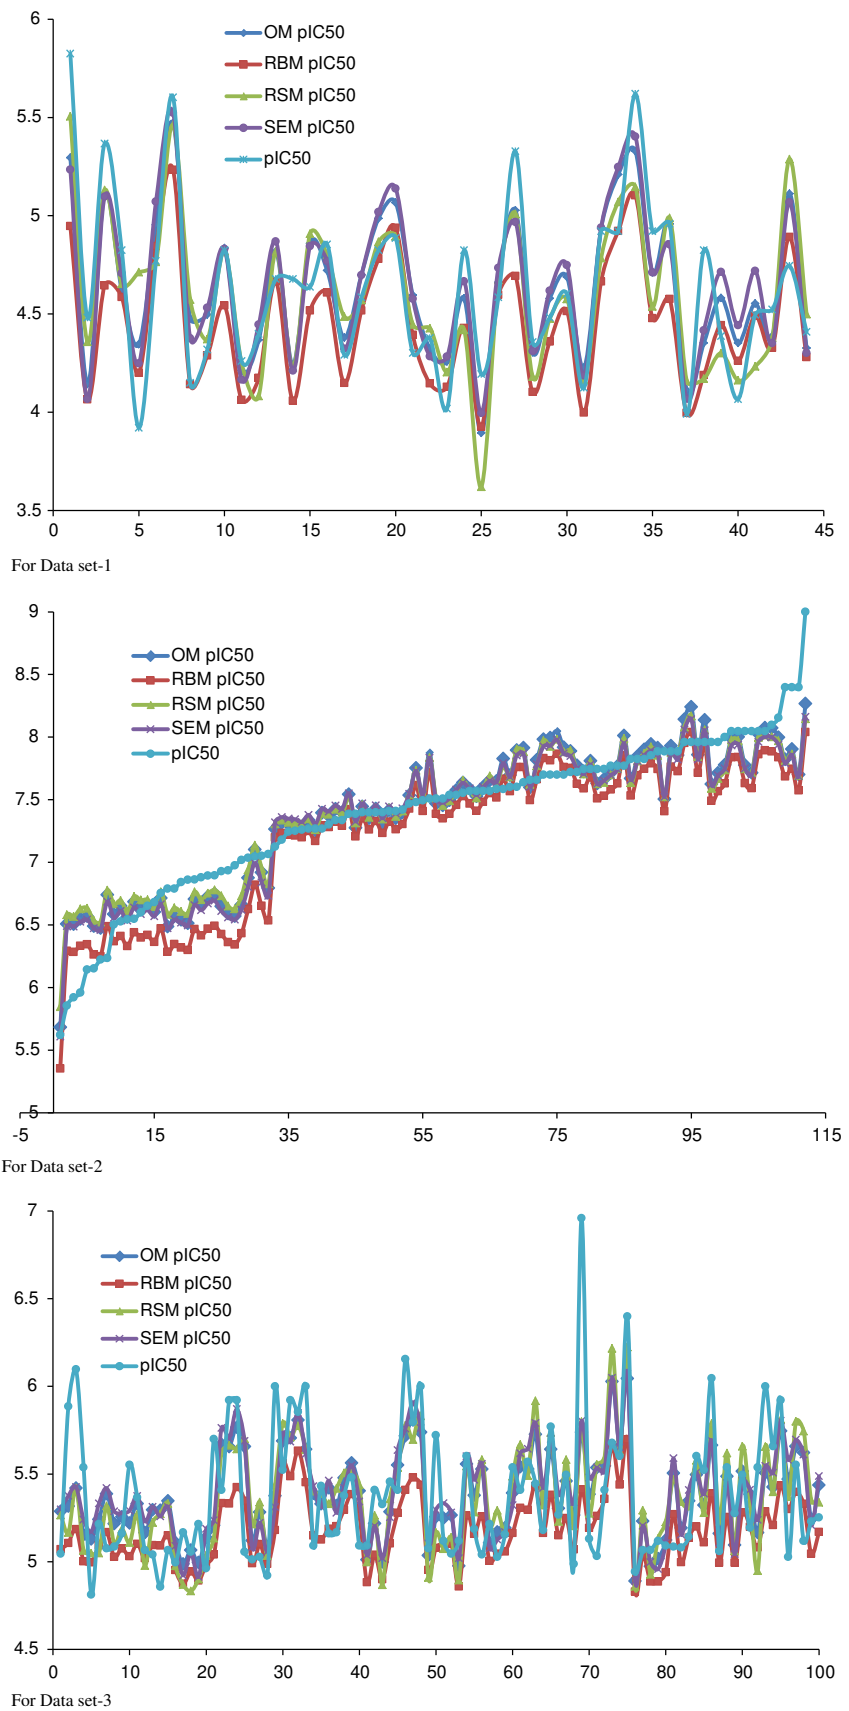 6
OM pIC50
RBM pIC50
5.5
RSM pIC50
SEM pIC50
pIC50
5
4.5
4
3.5
0 5 10 15 20 25 30 35 40 45
For Data set-1
9
8.5
OM pIC50
RBM pIC50
RSM pIC50
SEM pIC50
8
pIC50
7.5
7
6.5
6
5.5
5
-5 15 35 55 75 95 115
For Data set-2
7
OM pIC50
RBM pIC50
6.5
RSM pIC50
SEM pIC50
pIC50
6
5.5
5
4.5
0 10 20 30 40 50 60 70 80 90 100
For Data set-3